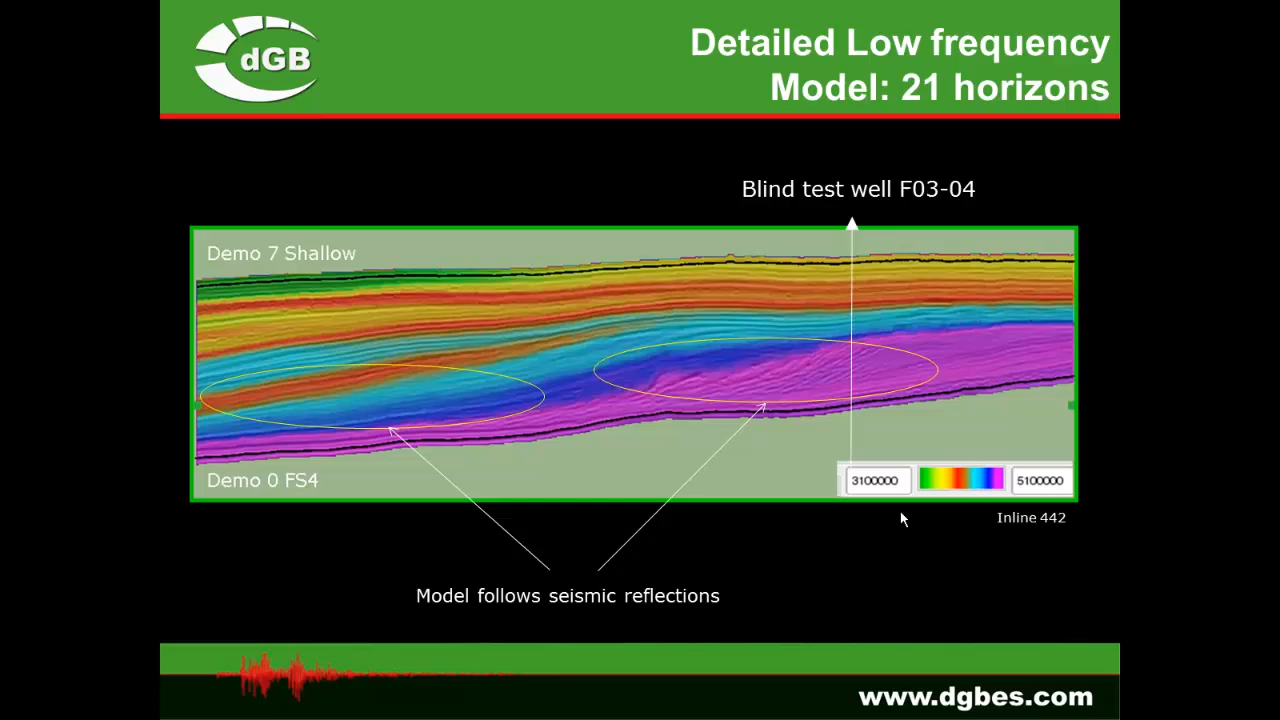 dGB
Detailed Low frequency
Model: 21 horizons
Blind test well F03-04
Demo 7 Shallow
Demo 0 FS4
3100000
5100000
Inline 442
Model follows seismic reflections
www.dgbes.com